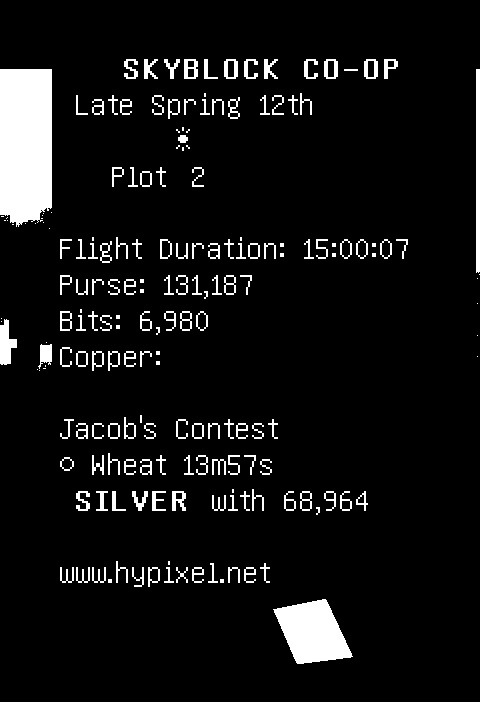 SKYBLOCK CO-OP
Late Spring 12th
☀
Plot 2
Flight Duration: 15:00:07
Purse: 131,187
Bits: 6,980
Copper:
Jacob's Contest
○ Wheat 13m57s
SILVER with 68,964
www.hypixel.net